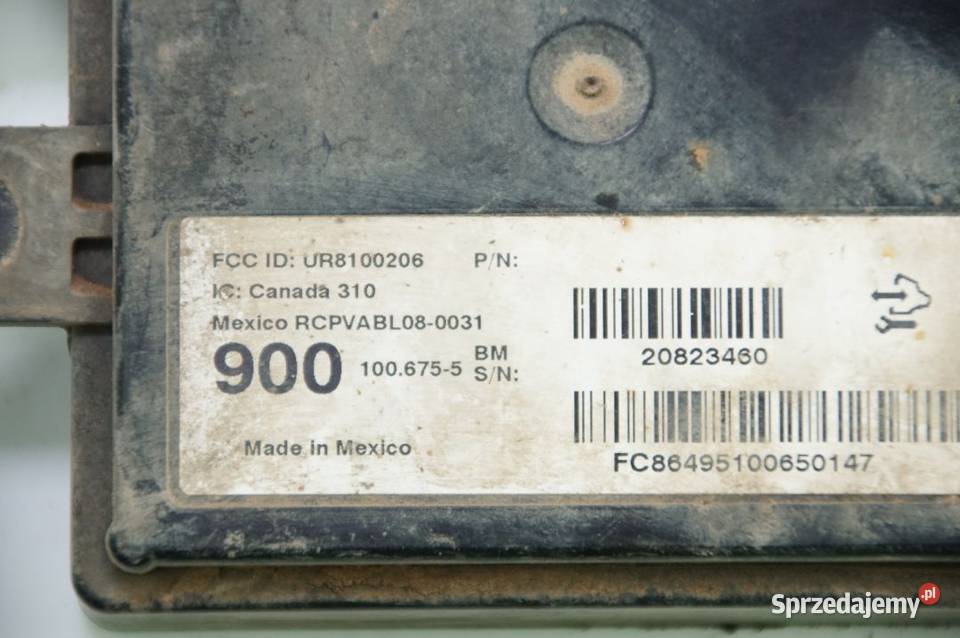 FCC ID: UR8100206 P/N:
IC: Canada 310
Mexico RCPVABL08-0031
20823460
900 100.675-5 BM S/N:
FC86495100650147
Made in Mexico
Sprzedajemy.pl